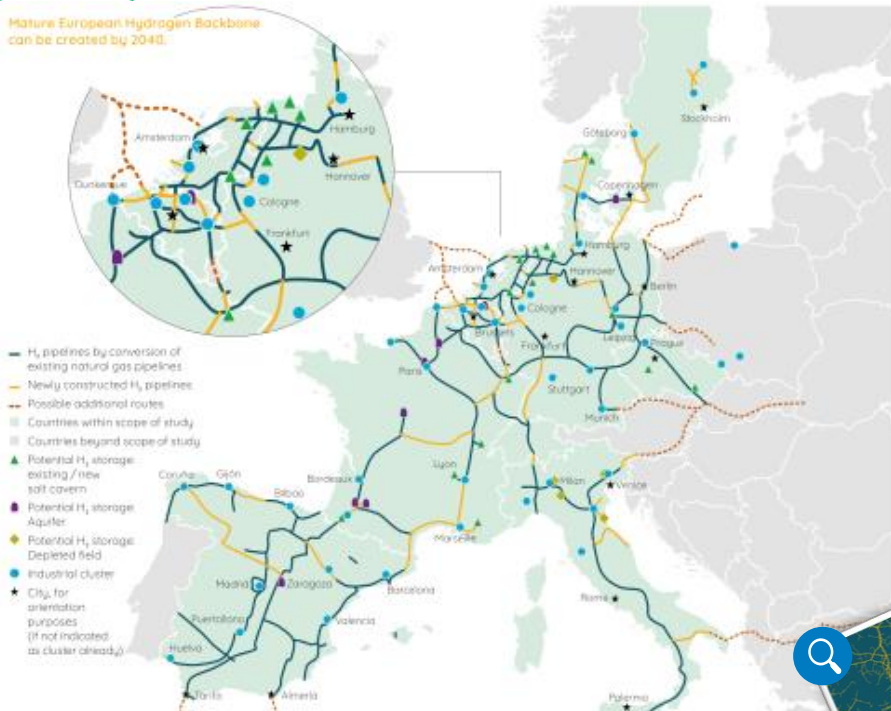 Mature European Hydrogen Backbone
can be created by 2040.
Amsterdam
Hamburg
Hannover
Dunkerque
Cologne
Frankfurt
Stockholm
Göteborg
Copenhagen
Hamburg
Amsterdam
Hannover
Berlin
Cologne
Brussels
Leipzig
Frankfurt
Prague
Paris
Stuttgart
Munich
H₂ pipelines by conversion of
existing natural gas pipelines
Newly constructed H₂ pipelines
Possible additional routes
Countries within scope of study
Countries beyond scope of study
Potential H₂ storage:
existing / new
salt cavern
Potential H₂ storage:
Aquifer
Potential H₂ storage:
Depleted field
Industrial cluster
City, for
orientation
purposes
(if not indicated
as cluster already)
Coruña
Gijón
Bilbao
Bordeaux
Lyon
Milan
Venice
Marseille
Madrid
Zaragoza
Barcelona
Puertollano
Valencia
Huelva
Tarifa
Almería
Rome
Palermo